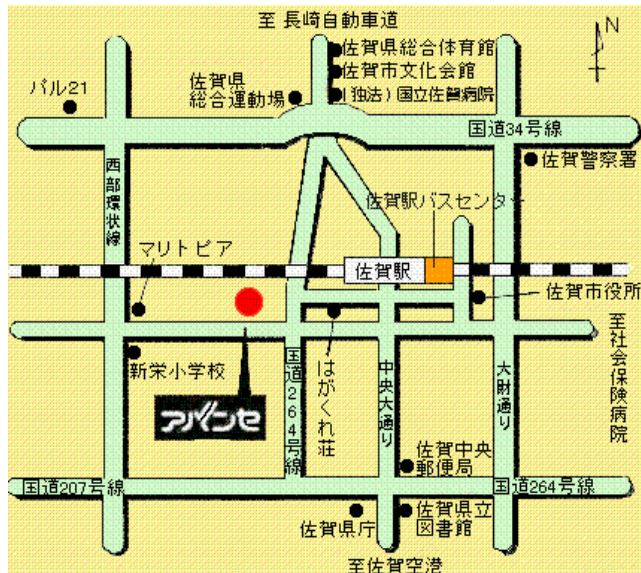 至 長崎自動車道
N
佐賀県総合体育館
佐賀市文化会館
(独法)国立佐賀病院
佐賀県
総合運動場
パル21
国道34号線
佐賀警察署
西部環状線
佐賀駅バスセンター
マリトピア
佐賀駅
佐賀市役所
至社会保険病院
新栄小学校
アバンセ
国道264号線
はがくれ荘
中央大通り
大財通り
佐賀中央
郵便局
国道207号線
国道264号線
佐賀県庁
佐賀県立
図書館
至佐賀空港